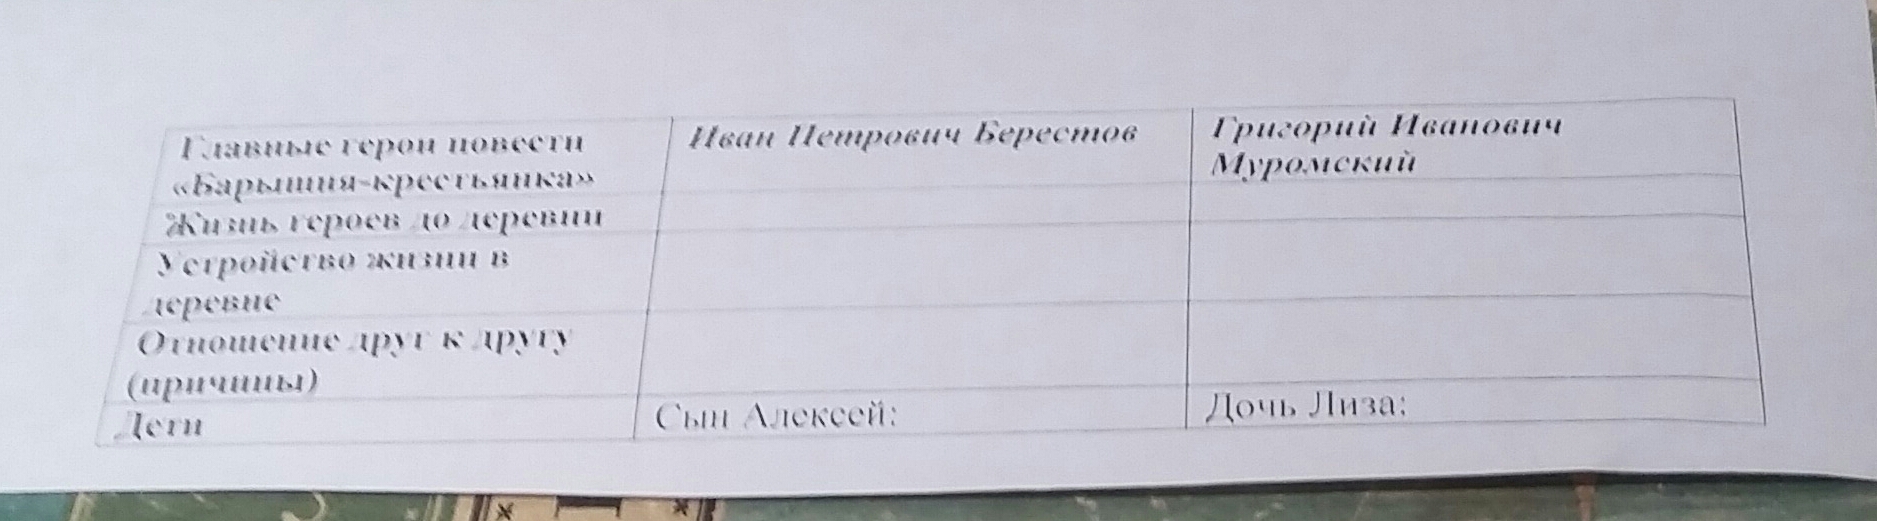 Главные герои повести
«Барышня-крестьянка»
Иван Петрович Берестов
Григорий Иванович
Муромский
Жизнь героев до деревни
Устройство жизни в
деревне
Отношение друг к другу
(причины)
Дети
Сын Алексей:
Дочь Лиза: